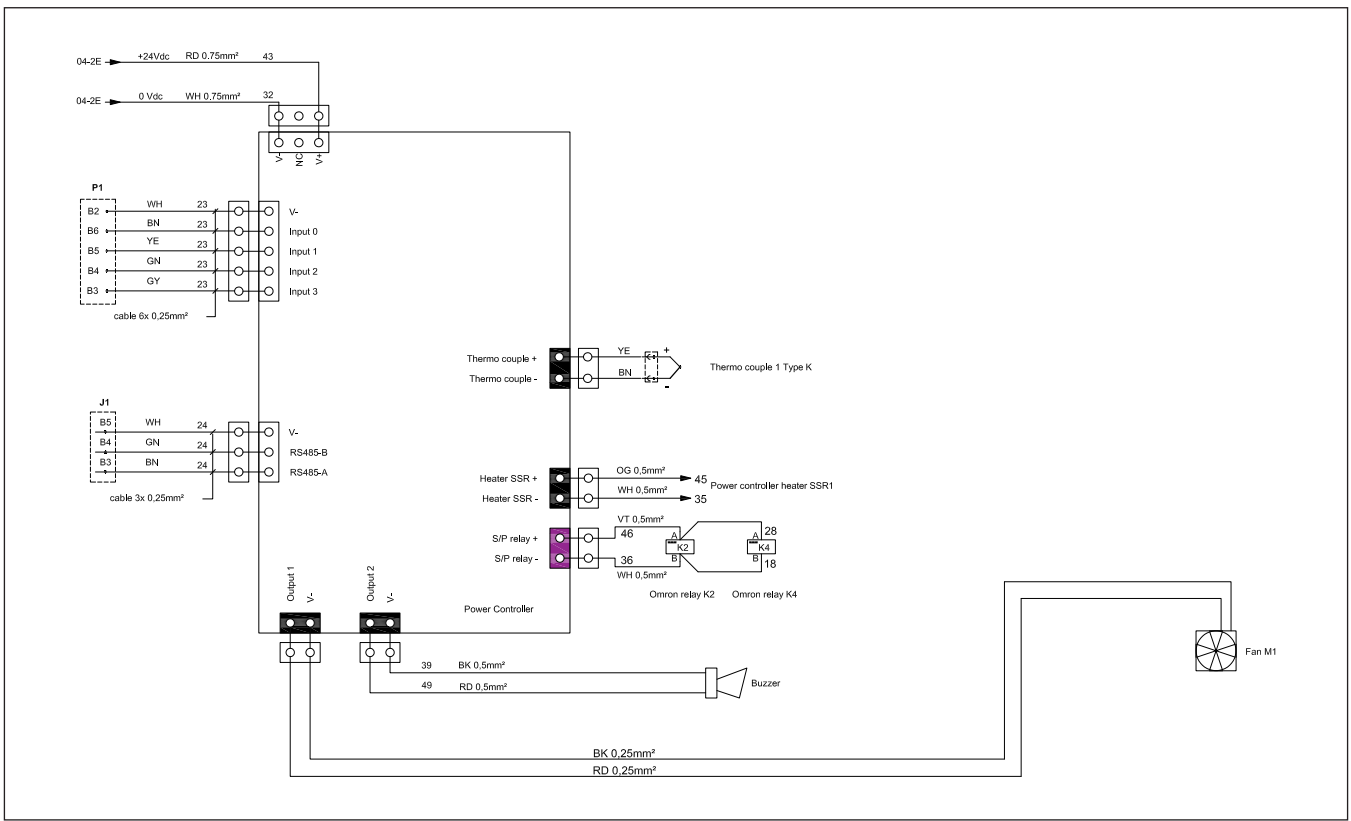 04-2E +24Vdc RD 0.75mm² 43
04-2E 0 Vdc WH 0,75mm² 32
V- NC V+
P1
B2 WH 23 V-
B6 BN 23 Input 0
B5 YE 23 Input 1
B4 GN 23 Input 2
B3 GY 23 Input 3
cable 6x 0,25mm²
Thermo couple + YE +
Thermo couple 1 Type K
Thermo couple - BN -
J1
B5 WH 24 V-
B4 GN 24 RS485-B
B3 BN 24 RS485-A
cable 3x 0,25mm²
Heater SSR + OG 0,5mm² 45
Power controller heater SSR1
Heater SSR - WH 0,5mm² 35
VT 0,5mm²
S/P relay + 46 A A 28
K2 K4
S/P relay - 36 B B 18
WH 0,5mm²
Omron relay K2 Omron relay K4
Output 1 V- Output 2 V-
Power Controller
Fan M1
39 BK 0,5mm²
Buzzer
49 RD 0,5mm²
BK 0,25mm²
RD 0,25mm²